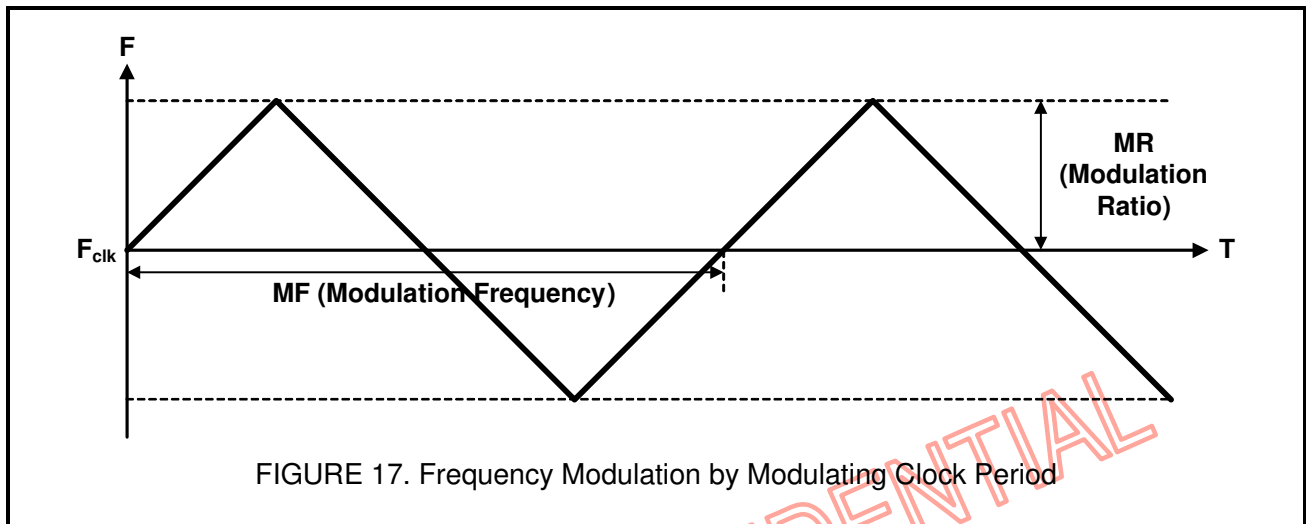 F
MR
(Modulation
Ratio)
Fclk
T
MF (Modulation Frequency)
FIGURE 17. Frequency Modulation by Modulating Clock Period